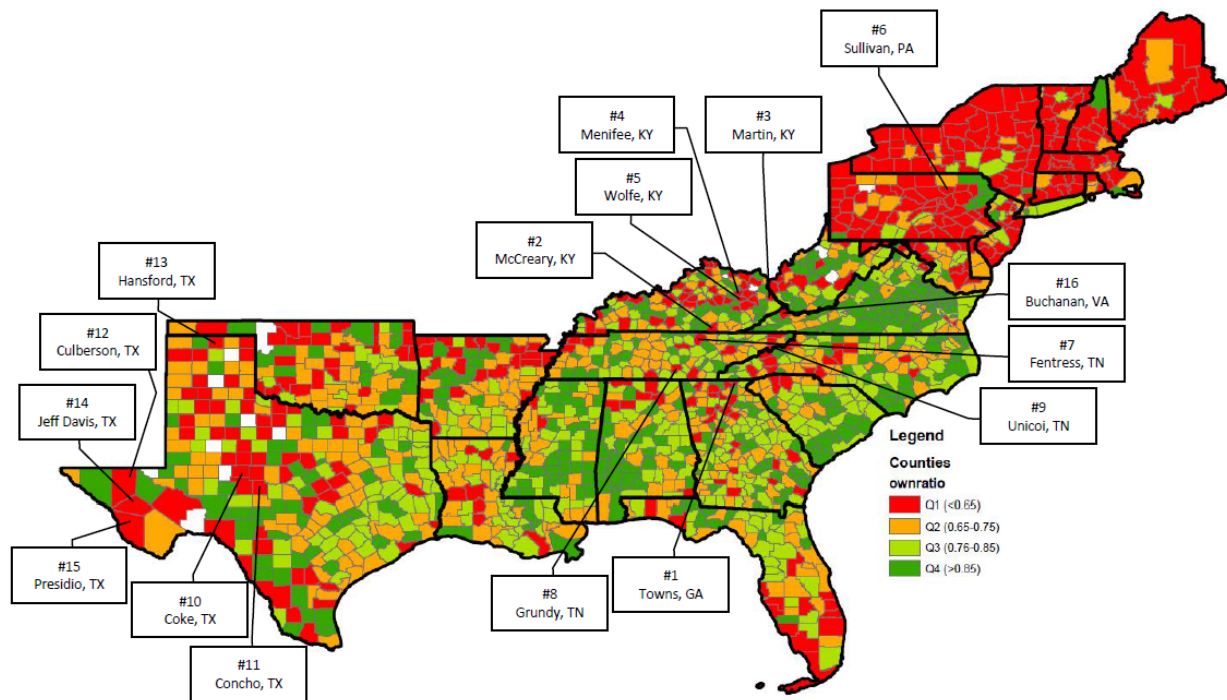 #6
Sullivan, PA
#4
Menifee, KY
#3
Martin, KY
#5
Wolfe, KY
#2
McCreary, KY
#13
Hansford, TX
#16
Buchanan, VA
#12
Culberson, TX
#7
Fentress, TN
#14
Jeff Davis, TX
#9
Unicoi, TN
Legend
Counties
ownratio
Q1 (<0.65)
Q2 (0.65-0.75)
Q3 (0.76-0.85)
Q4 (>0.85)
#15
Presidio, TX
#10
Coke, TX
#8
Grundy, TN
#1
Towns, GA
#11
Concho, TX